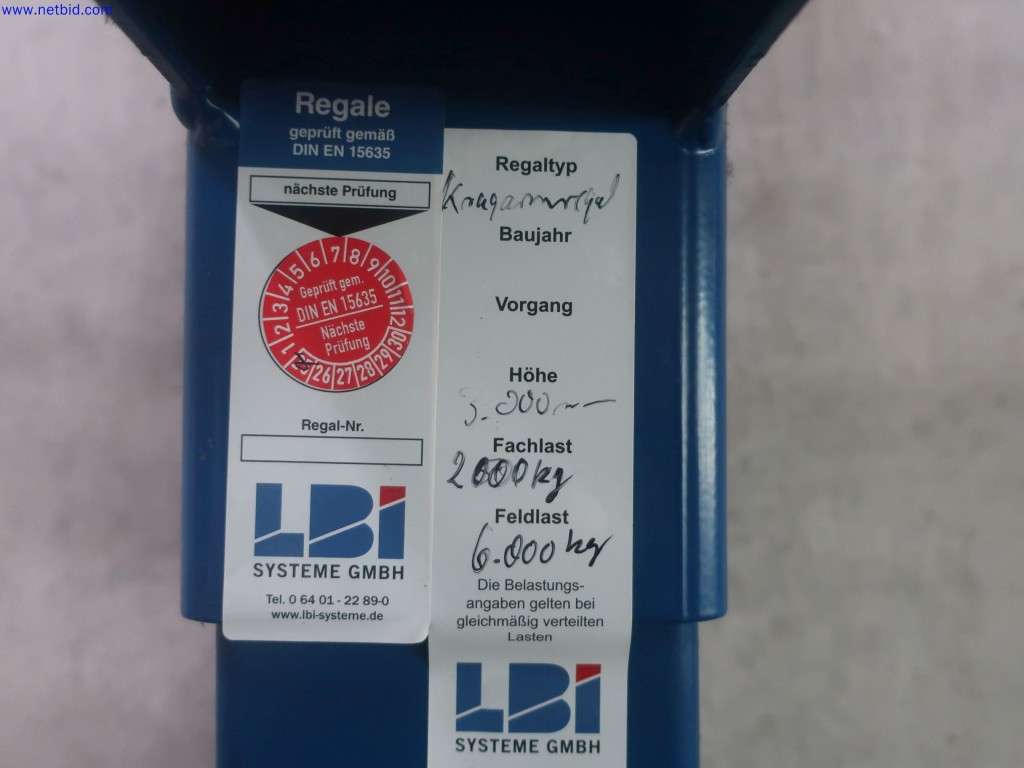 www.netbid.com
Regale
geprüft gemäß
DIN EN 15635
nächste Prüfung
1 2 3 4 5 6 7 8 9 10 11 12
Geprüft gem.
DIN EN 15635
Nächste
Prüfung
26 27 28 29 30
Regal-Nr.
LBI
SYSTEME GMBH
Tel. 0 64 01 - 22 89-0
www.lbi-systeme.de
Regaltyp
Kragarmregal
Baujahr
Vorgang
Höhe
3.000
Fachlast
2000kg
Feldlast
6.000 kg
Die Belastungs-
angaben gelten bei
gleichmäßig verteilten
Lasten
LBI
SYSTEME GMBH